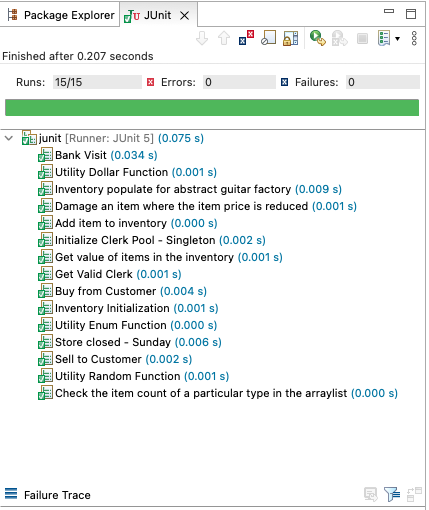 Package Explorer JUnit
Finished after 0.207 seconds
Runs: 15/15 Errors: 0 Failures: 0
junit [Runner: JUnit 5] (0.075 s)
Bank Visit (0.034 s)
Utility Dollar Function (0.001 s)
Inventory populate for abstract guitar factory (0.009 s)
Damage an item where the item price is reduced (0.001 s)
Add item to inventory (0.000 s)
Initialize Clerk Pool - Singleton (0.002 s)
Get value of items in the inventory (0.001 s)
Get Valid Clerk (0.001 s)
Buy from Customer (0.004 s)
Inventory Initialization (0.001 s)
Utility Enum Function (0.000 s)
Store closed - Sunday (0.006 s)
Sell to Customer (0.002 s)
Utility Random Function (0.001 s)
Check the item count of a particular type in the arraylist (0.000 s)
Failure Trace